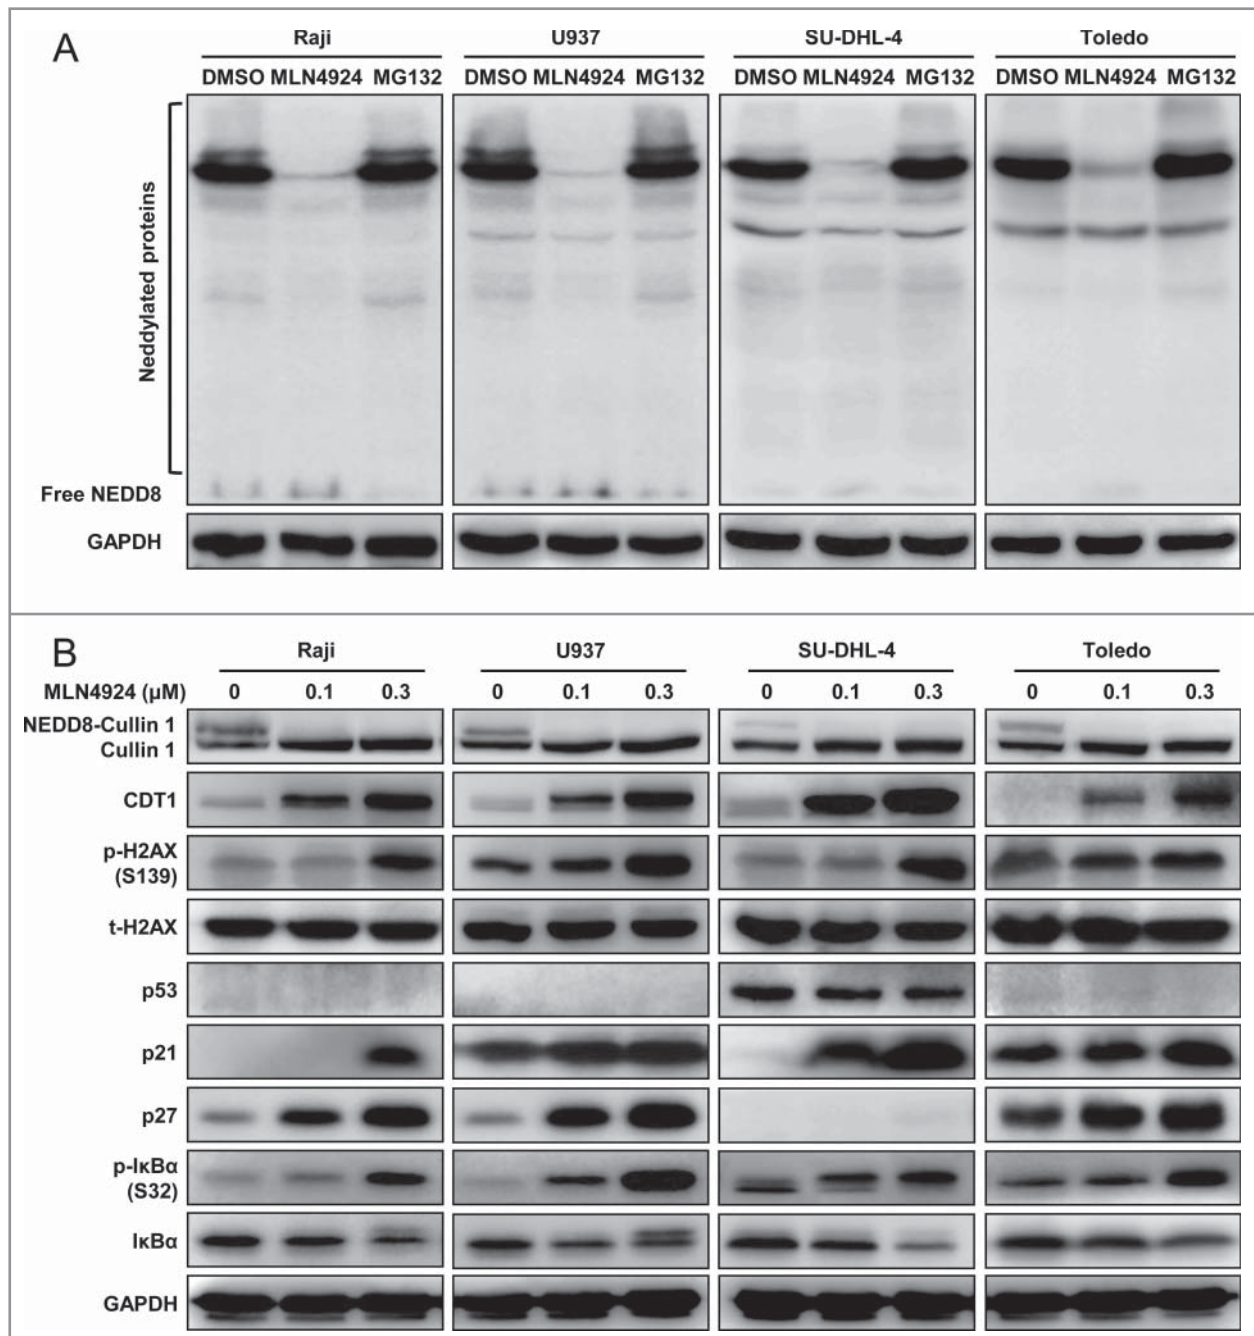 A
Raji U937 SU-DHL-4 Toledo
DMSO MLN4924 MG132 DMSO MLN4924 MG132 DMSO MLN4924 MG132 DMSO MLN4924 MG132
Neddylated proteins
Free NEDD8
GAPDH
B
Raji U937 SU-DHL-4 Toledo
MLN4924 (µM) 0 0.1 0.3 0 0.1 0.3 0 0.1 0.3 0 0.1 0.3
NEDD8-Cullin 1
Cullin 1
CDT1
p-H2AX
(S139)
t-H2AX
p53
p21
p27
p-IκBα
(S32)
IκBα
GAPDH